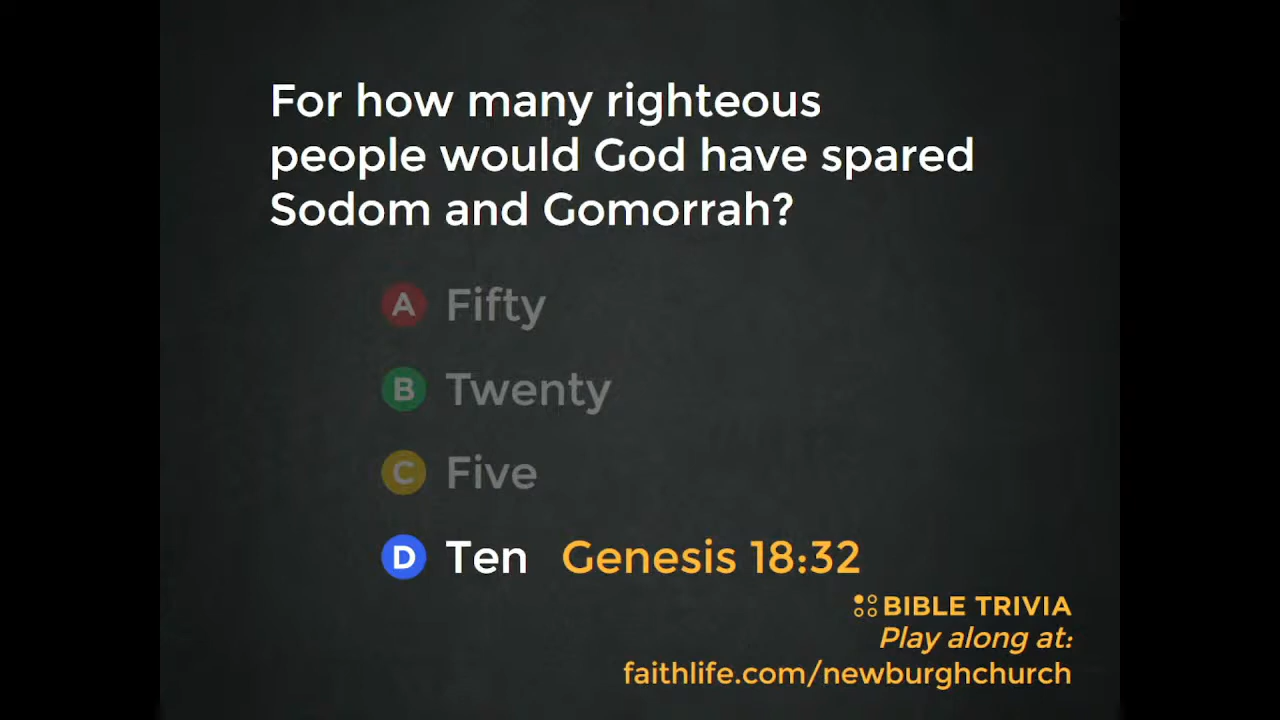 For how many righteous
people would God have spared
Sodom and Gomorrah?
A Fifty
B Twenty
C Five
D Ten Genesis 18:32
BIBLE TRIVIA
Play along at:
faithlife.com/newburghchurch